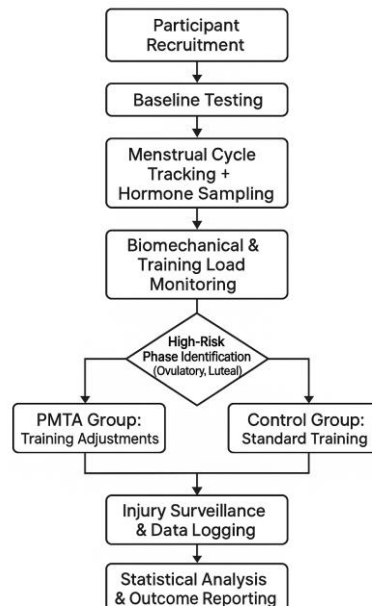 Participant
Recruitment
Baseline Testing
Menstrual Cycle
Tracking +
Hormone Sampling
Biomechanical &
Training Load
Monitoring
High-Risk
Phase Identification
(Ovulatory, Luteal)
PMTA Group:
Training Adjustments
Control Group:
Standard Training
Injury Surveillance
& Data Logging
Statistical Analysis
& Outcome Reporting